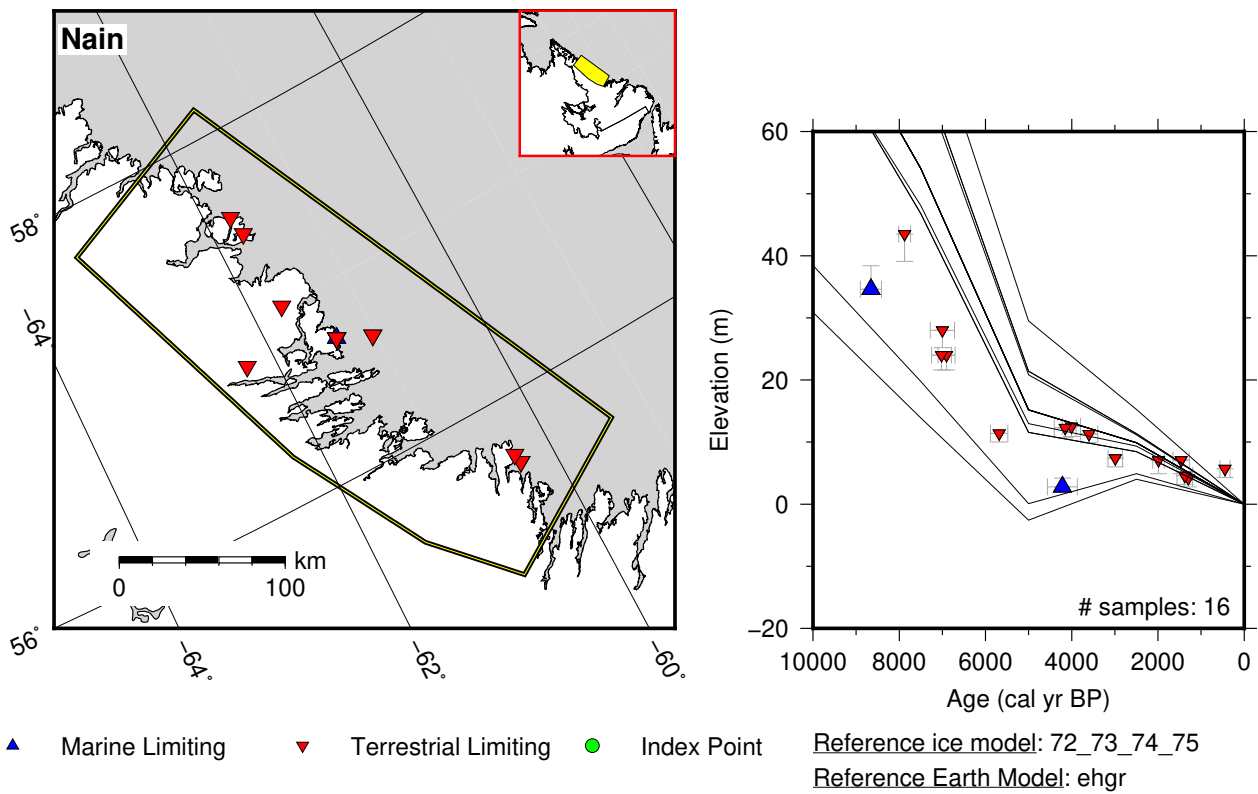 Nain
58°
−64
56°
−64°
−62°
−60°
km
0 100
60
40
20
0
−20
Elevation (m)
# samples: 16
10000 8000 6000 4000 2000 0
Age (cal yr BP)
Marine Limiting Terrestrial Limiting Index Point
Reference ice model: 72_73_74_75
Reference Earth Model: ehgr